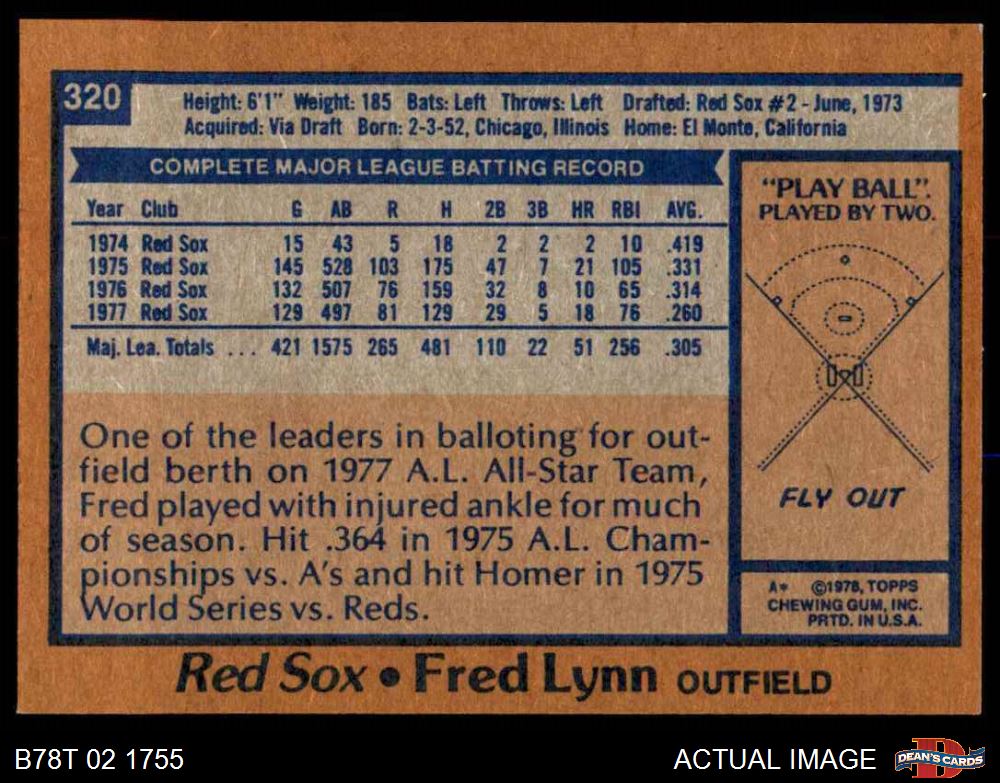 320
Height: 6'1" Weight: 185 Bats: Left Throws: Left Drafted: Red Sox #2 - June, 1973
Acquired: Via Draft Born: 2-3-52, Chicago, Illinois Home: El Monte, California
COMPLETE MAJOR LEAGUE BATTING RECORD
Year Club G AB R H 2B 3B HR RBI AVG.
1974 Red Sox 15 43 5 18 2 2 2 10 .419
1975 Red Sox 145 528 103 175 47 7 21 105 .331
1976 Red Sox 132 507 76 159 32 8 10 65 .314
1977 Red Sox 129 497 81 129 29 5 18 76 .260
Maj. Lea. Totals ... 421 1575 265 481 110 22 51 256 .305
One of the leaders in balloting for out-
field berth on 1977 A.L. All-Star Team,
Fred played with injured ankle for much
of season. Hit .364 in 1975 A.L. Cham-
pionships vs. A's and hit Homer in 1975
World Series vs. Reds.
"PLAY BALL".
PLAYED BY TWO.
FLY OUT
A* ©1978, TOPPS
CHEWING GUM, INC.
PRTD. IN U.S.A.
Red Sox • Fred Lynn OUTFIELD
B78T 02 1755
ACTUAL IMAGE
D
DEAN'S CARDS